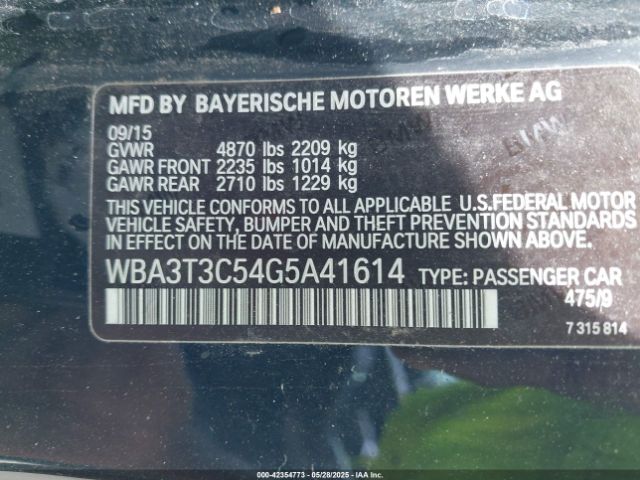 MFD BY BAYERISCHE MOTOREN WERKE AG
09/15
GVWR 4870 lbs 2209 kg
GAWR FRONT 2235 lbs 1014 kg
GAWR REAR 2710 lbs 1229 kg
THIS VEHICLE CONFORMS TO ALL APPLICABLE U.S.FEDERAL MOTOR
VEHICLE SAFETY, BUMPER AND THEFT PREVENTION STANDARDS
IN EFFECT ON THE DATE OF MANUFACTURE SHOWN ABOVE.
WBA3T3C54G5A41614 TYPE: PASSENGER CAR
475/9
7 315 814
00-42354773 - 05/28/2025 - IAA Inc.